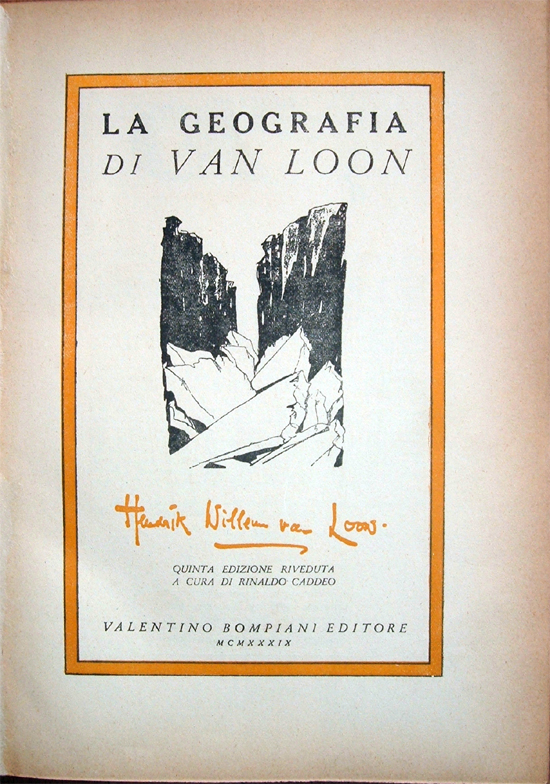 LA GEOGRAFIA
DI VAN LOON
Hendrik Willem van Loon.
QUINTA EDIZIONE RIVEDUTA
A CURA DI RINALDO CADDEO
VALENTINO BOMPIANI EDITORE
MCMXXXIX